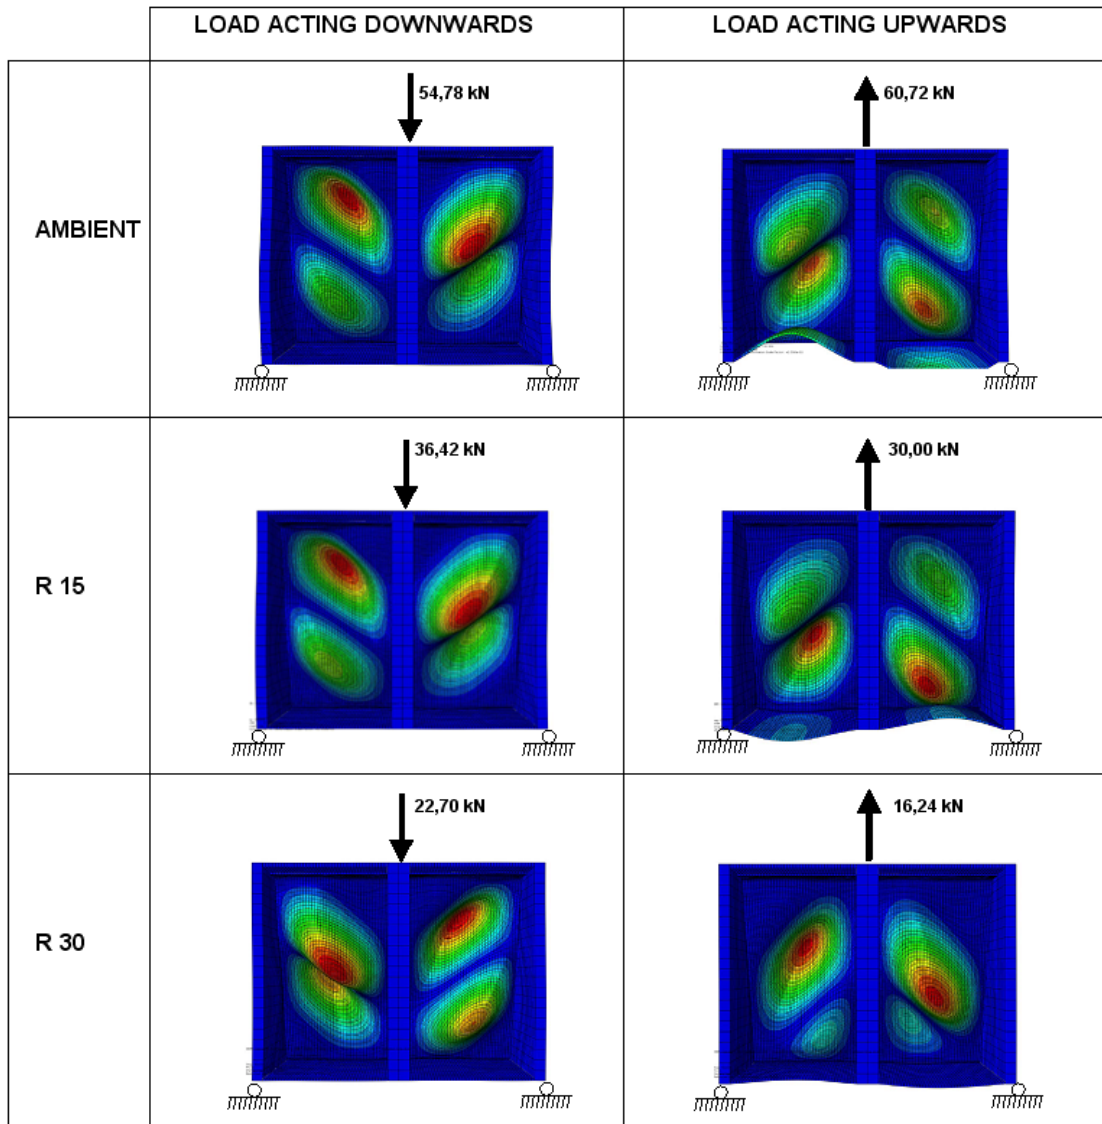 LOAD ACTING DOWNWARDS
LOAD ACTING UPWARDS
AMBIENT
54,78 kN
60,72 kN
R 15
36,42 kN
30,00 kN
R 30
22,70 kN
16,24 kN